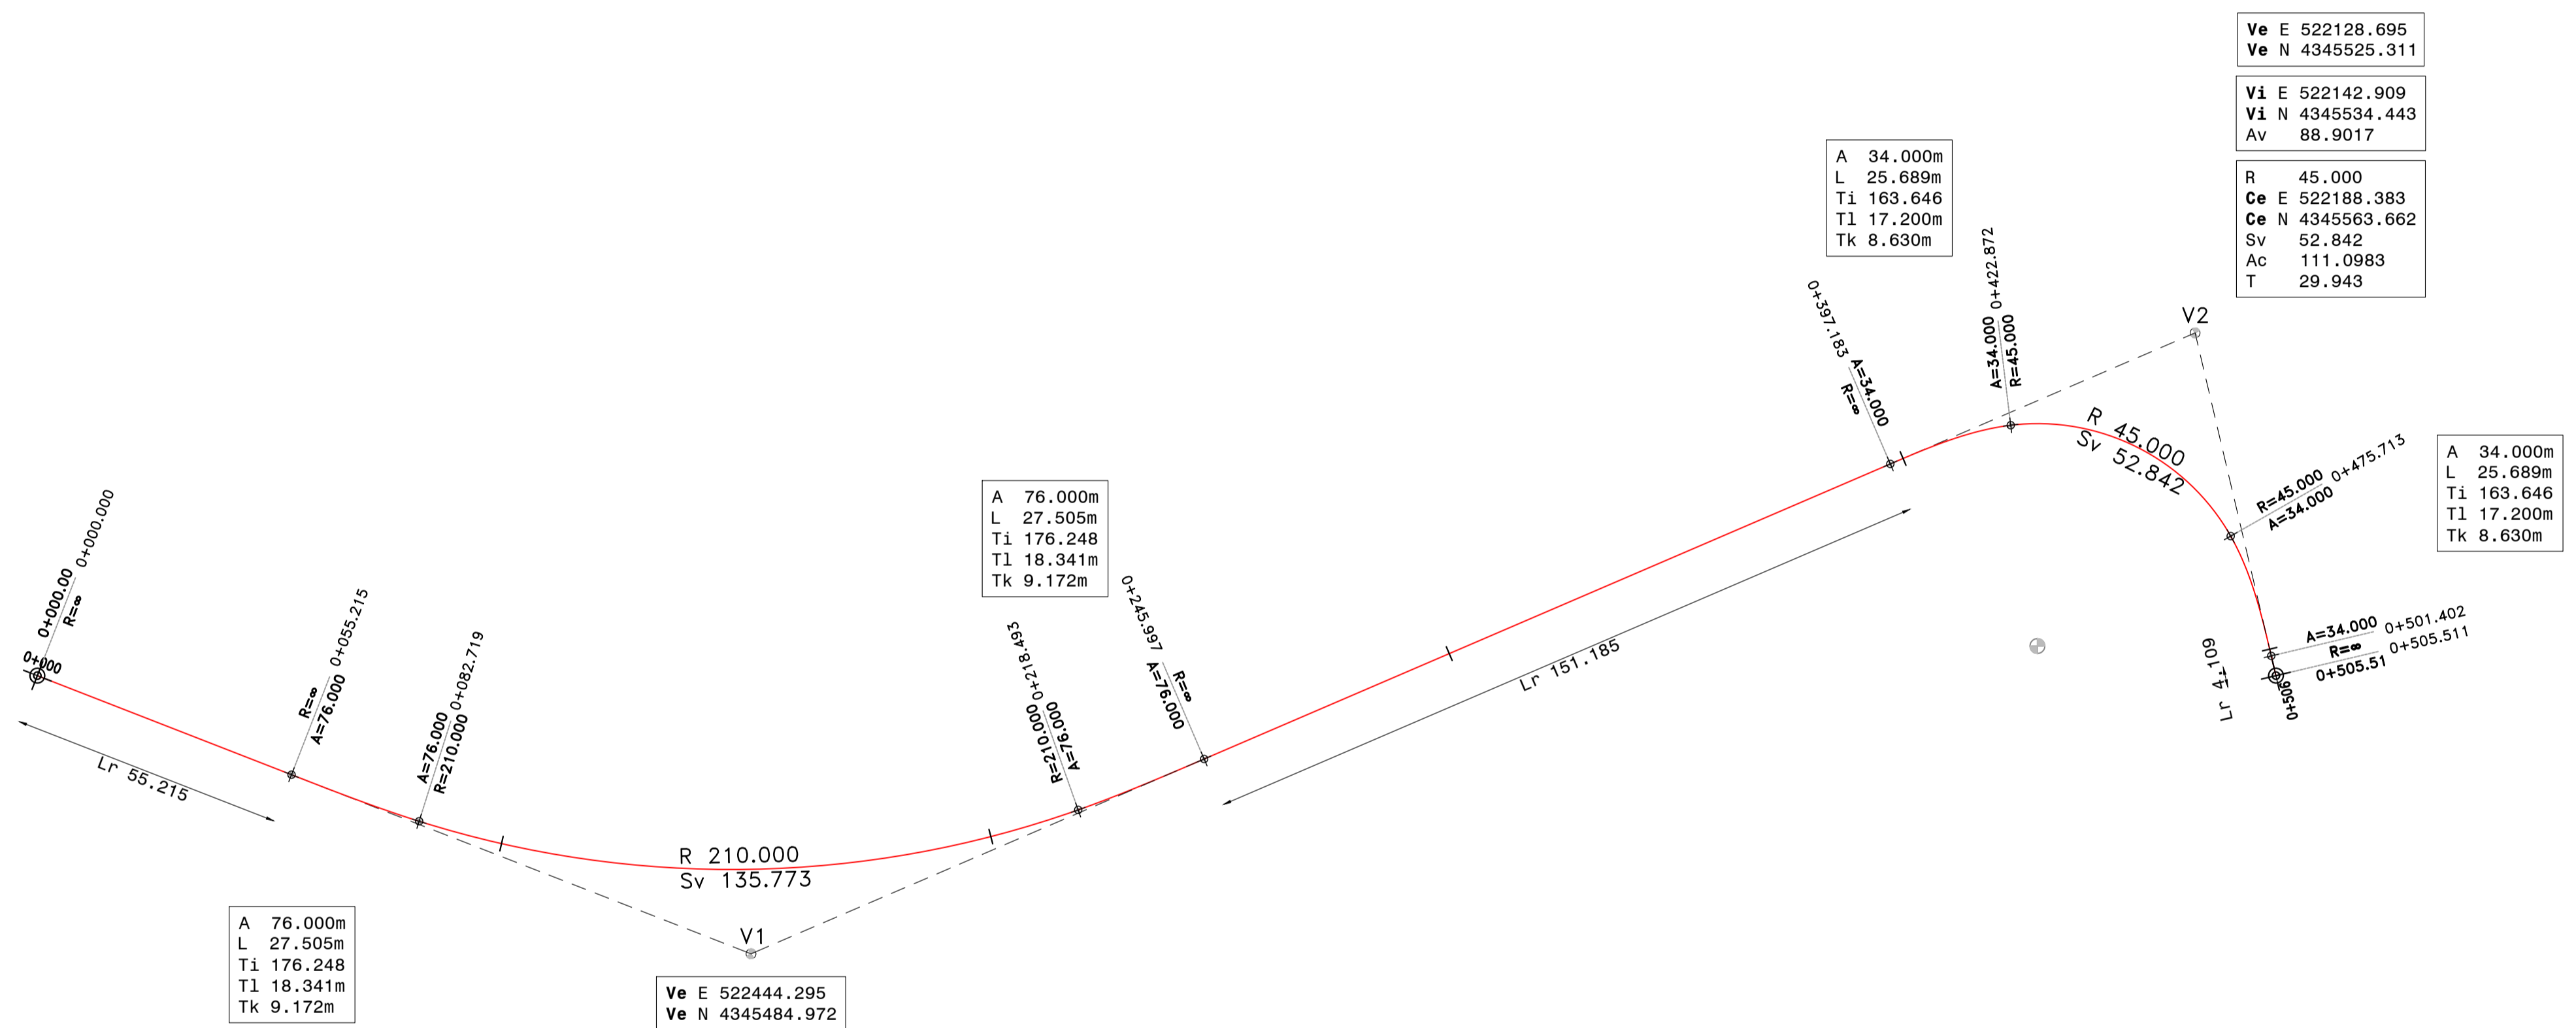 Ve E 522128.695
Ve N 4345525.311
Vi E 522142.909
Vi N 4345534.443
Av 88.9017
R 45.000
Ce E 522188.383
Ce N 4345563.662
Sv 52.842
Ac 111.0983
T 29.943
A 34.000m
L 25.689m
Ti 163.646
Tl 17.200m
Tk 8.630m
0+397.183
A=34.000
R=∞
A=34.000
R=45.000
0+422.872
V2
R 45.000
Sv 52.842
R=45.000
A=34.000
0+475.713
A 34.000m
L 25.689m
Ti 163.646
Tl 17.200m
Tk 8.630m
A 76.000m
L 27.505m
Ti 176.248
Tl 18.341m
Tk 9.172m
0+000.00
R=∞
0+000.000
0+000
Lr 55.215
R=∞
A=76.000
0+055.215
A=76.000
R=210.000
0+082.719
R 210.000
Sv 135.773
R=210.000
A=76.000
0+218.493
0+245.997
R=∞
A=76.000
Lr 151.185
Lr 4.109
A=34.000
R=∞
0+501.402
0+505.511
0+505.51
0+506
V1
A 76.000m
L 27.505m
Ti 176.248
Tl 18.341m
Tk 9.172m
Ve E 522444.295
Ve N 4345484.972